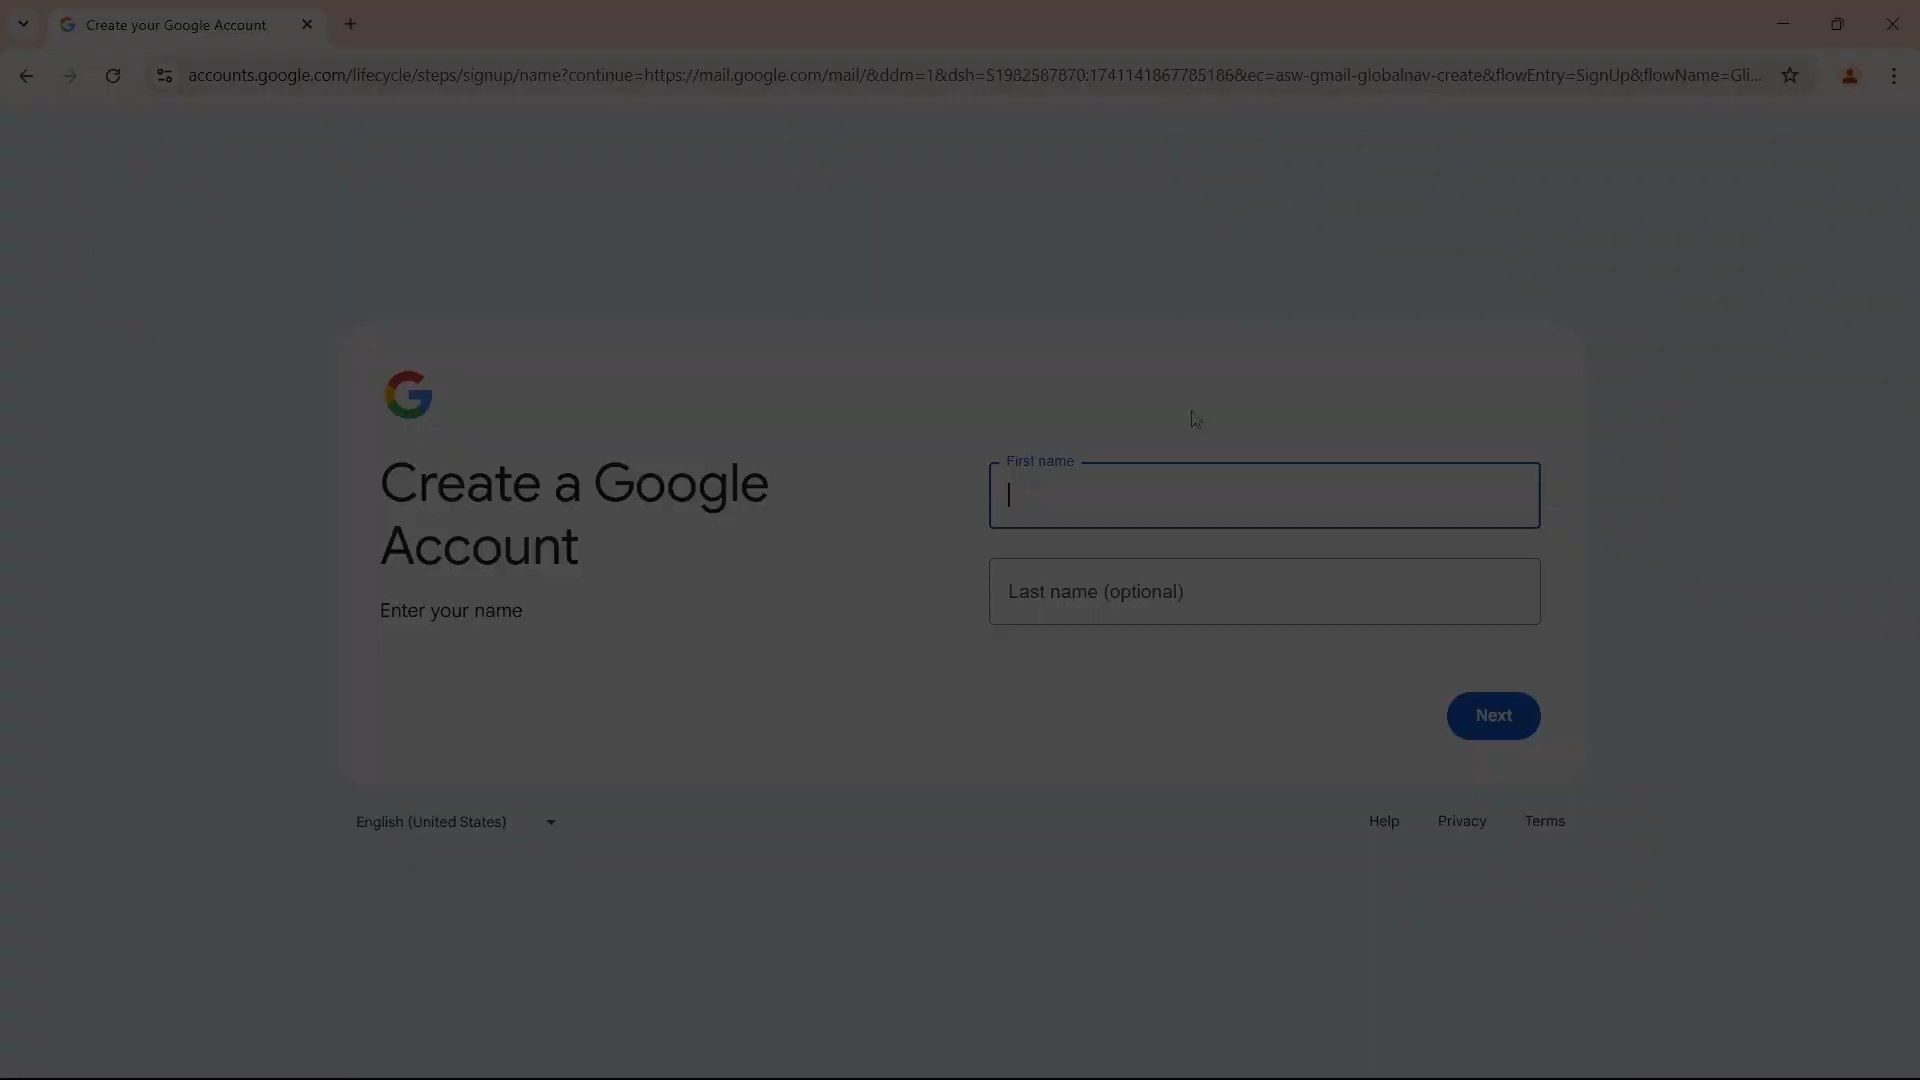 Create your Google Account
accounts.google.com/lifecycle/steps/signup/name?continue=https://mail.google.com/mail/&ddm=1&dsh=S1982587870:1741141867785186&ec=asw-gmail-globalnav-create&flowEntry=SignUp&flowName=Gli...
First name
Create a Google
Account
Last name (optional)
Enter your name
Next
English (United States)
Help Privacy Terms